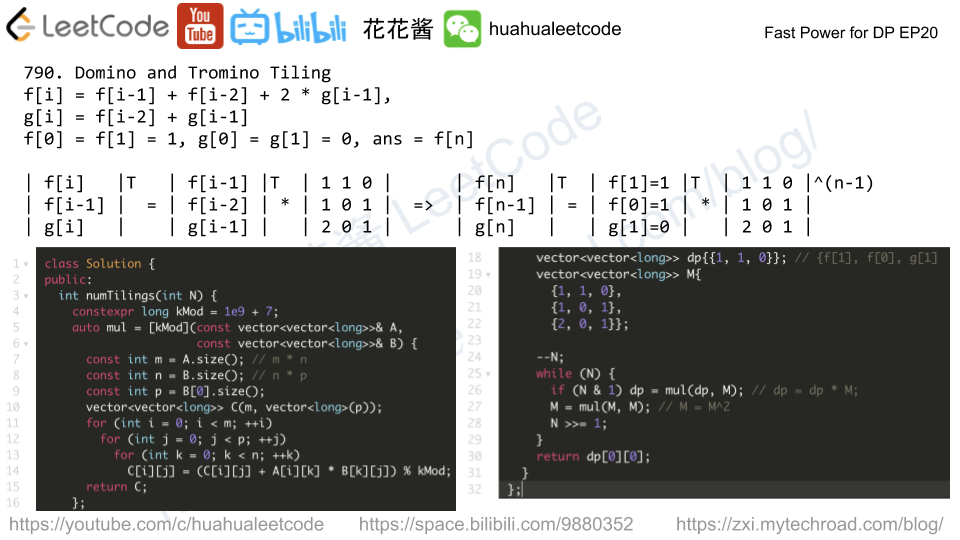 LeetCode You Tube bilibili 花花酱 huahualeetcode Fast Power for DP EP20
790. Domino and Tromino Tiling
f[i] = f[i-1] + f[i-2] + 2 * g[i-1],
g[i] = f[i-2] + g[i-1]
f[0] = f[1] = 1, g[0] = g[1] = 0, ans = f[n]
| f[i] |T | f[i-1] |T | 1 1 0 | | f[n] |T | f[1]=1 |T | 1 1 0 |^(n-1)
| f[i-1] | = | f[i-2] | * | 1 0 1 | => | f[n-1] | = | f[0]=1 | * | 1 0 1 |
| g[i] | | g[i-1] | | 2 0 1 | | g[n] | | g[1]=0 | | 2 0 1 |
1 class Solution {
2 public:
3 int numTilings(int N) {
4 constexpr long kMod = 1e9 + 7;
5 auto mul = [kMod](const vector<vector<long>>& A,
6 const vector<vector<long>>& B) {
7 const int m = A.size(); // m * n
8 const int n = B.size(); // n * p
9 const int p = B[0].size();
10 vector<vector<long>> C(m, vector<long>(p));
11 for (int i = 0; i < m; ++i)
12 for (int j = 0; j < p; ++j)
13 for (int k = 0; k < n; ++k)
14 C[i][j] = (C[i][j] + A[i][k] * B[k][j]) % kMod;
15 return C;
16 };
18 vector<vector<long>> dp{{1, 1, 0}}; // {f[1], f[0], g[1]
19 vector<vector<long>> M{
20 {1, 1, 0},
21 {1, 0, 1},
22 {2, 0, 1}};
23
24 --N;
25 while (N) {
26 if (N & 1) dp = mul(dp, M); // dp = dp * M;
27 M = mul(M, M); // M = M^2
28 N >>= 1;
29 }
30 return dp[0][0];
31 }
32 };
https://youtube.com/c/huahualeetcode https://space.bilibili.com/9880352 https://zxi.mytechroad.com/blog/